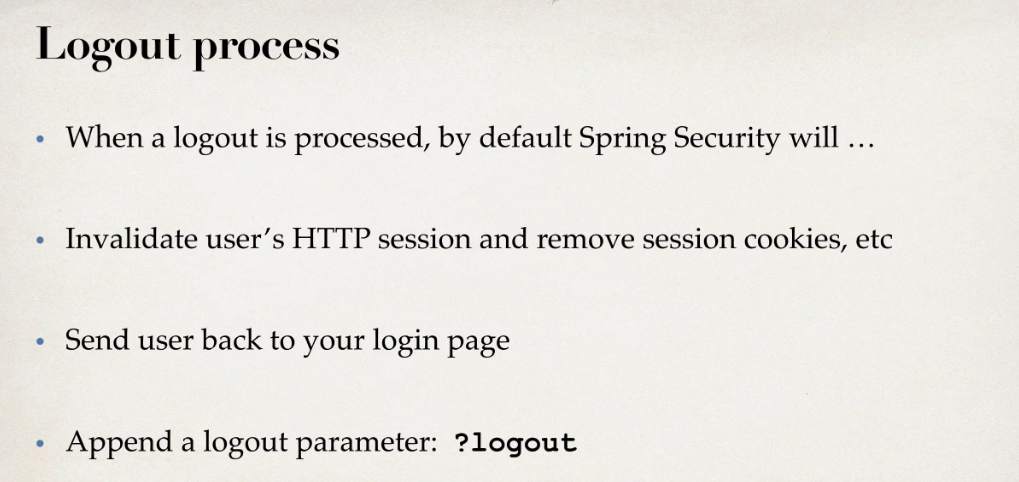 Logout process
• When a logout is processed, by default Spring Security will …
• Invalidate user’s HTTP session and remove session cookies, etc
• Send user back to your login page
• Append a logout parameter: ?logout